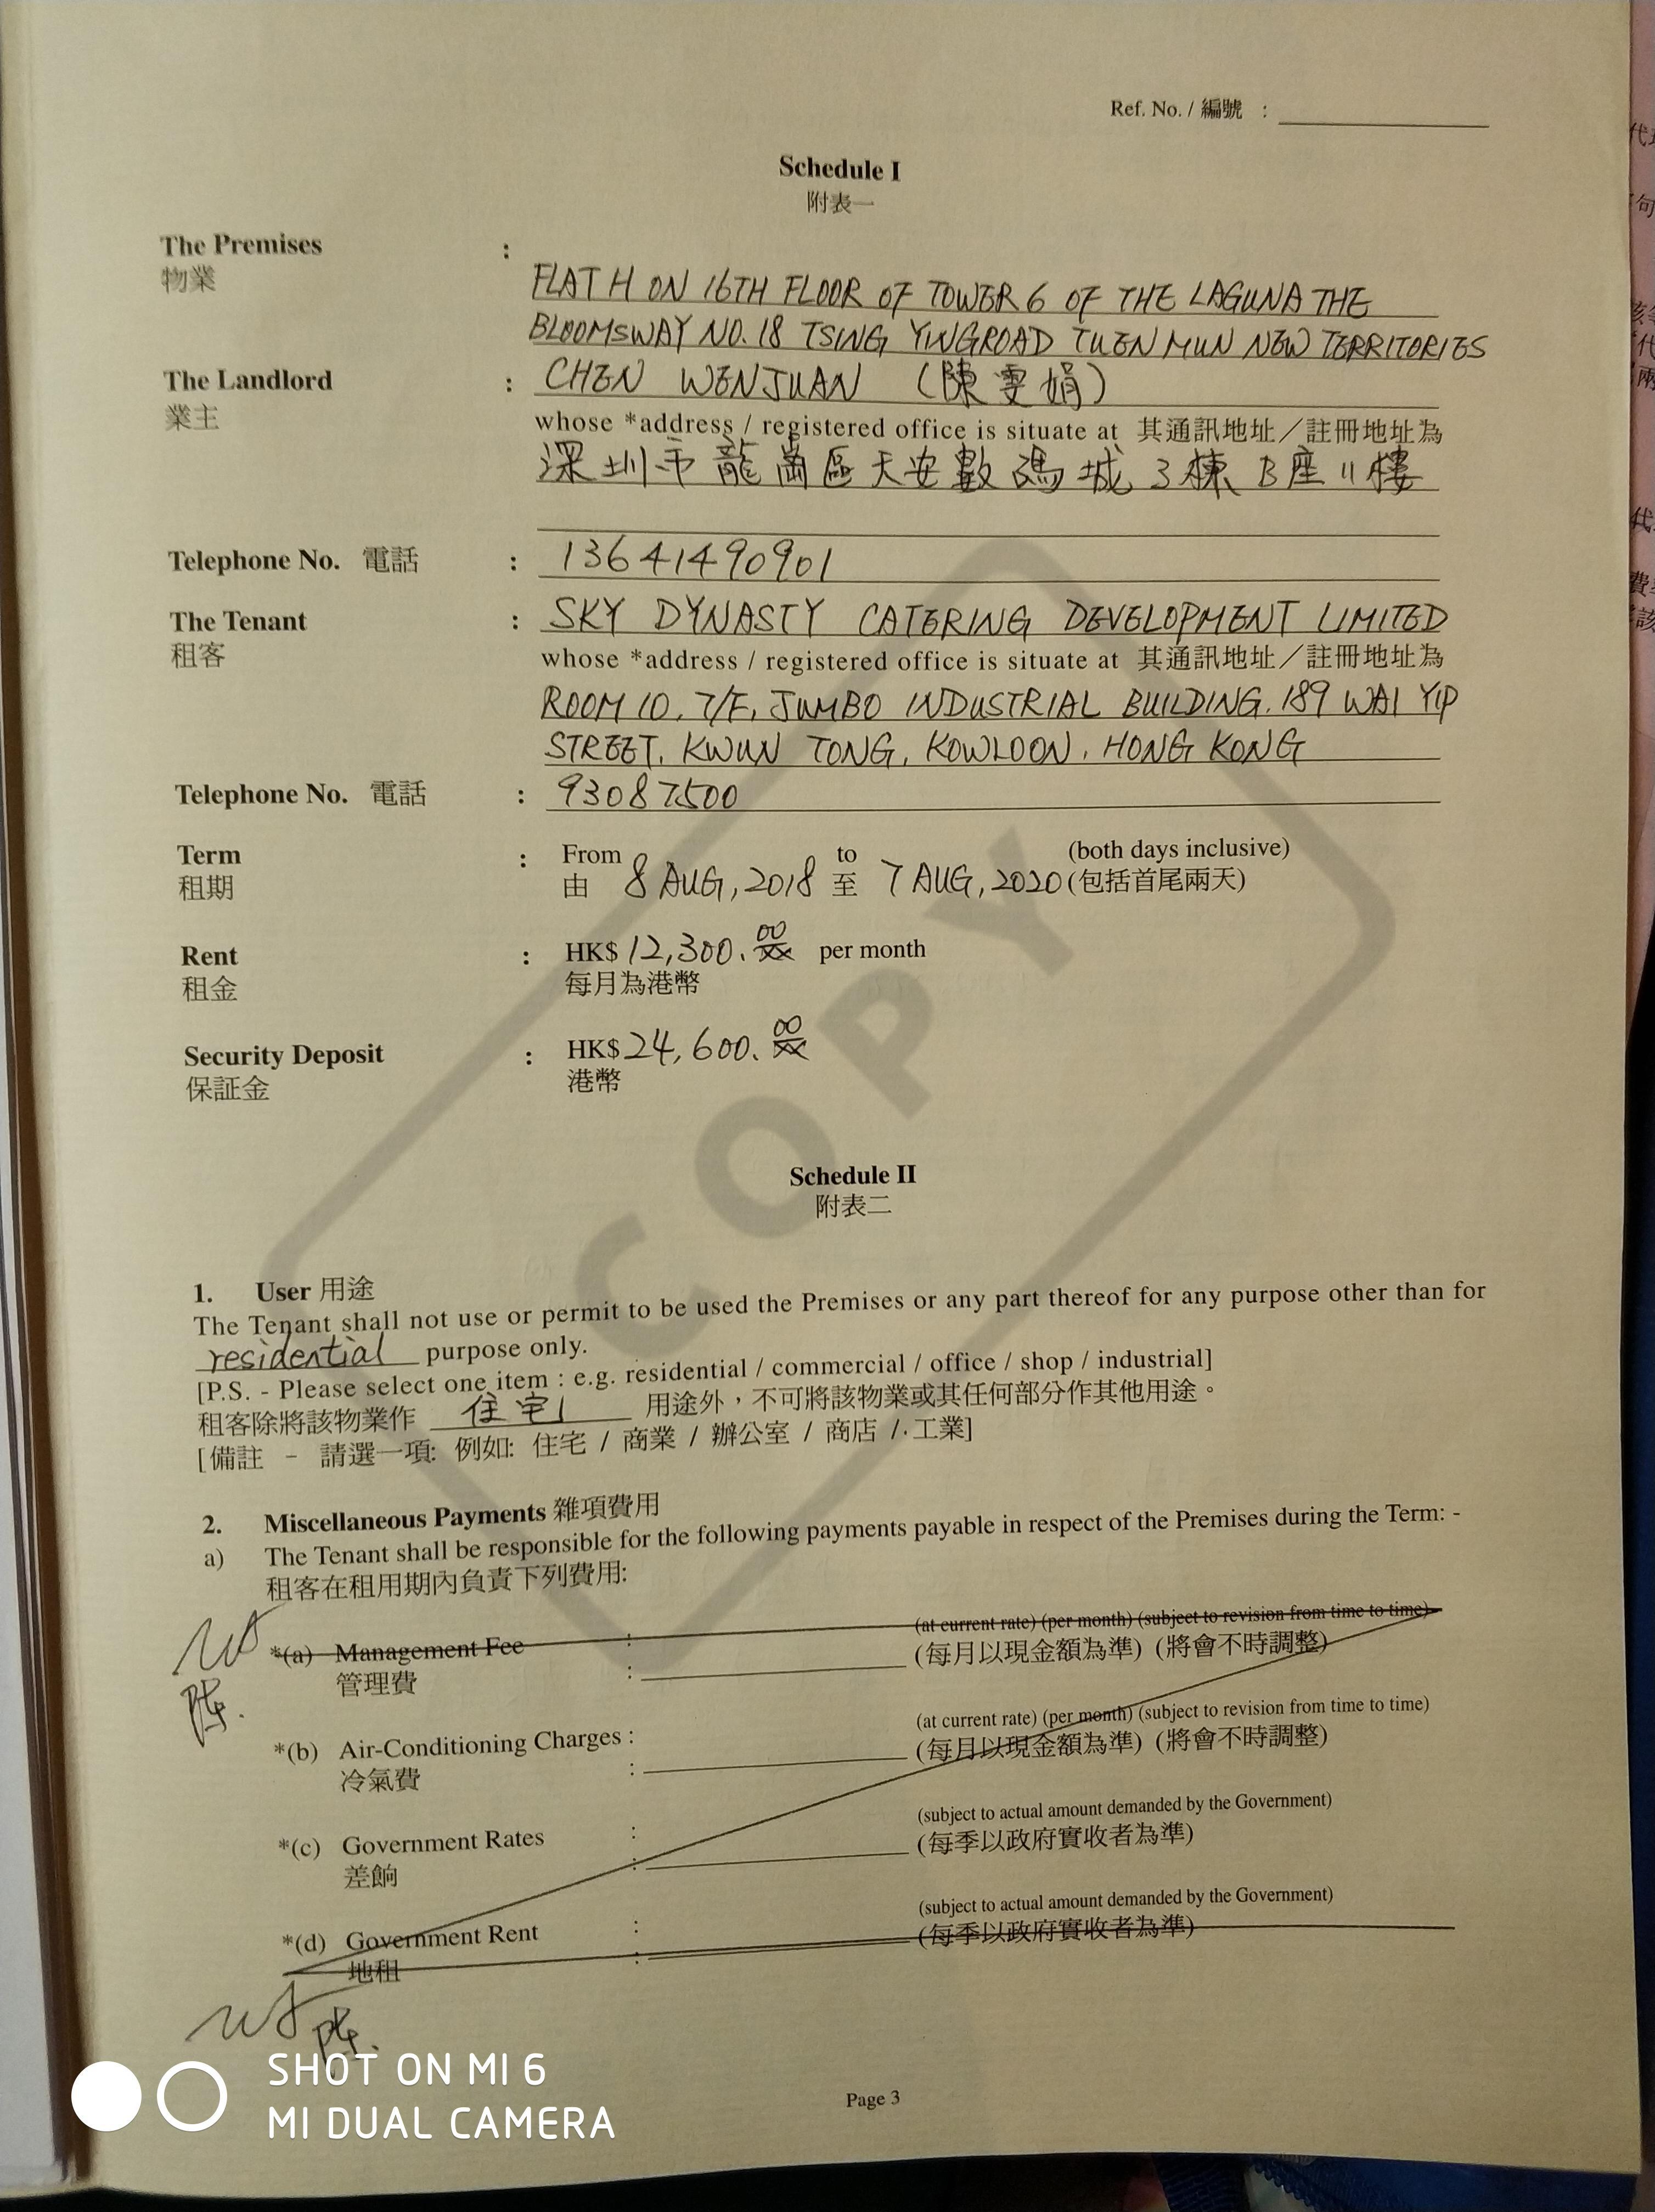 Ref. No. / 編號 :
Schedule I
附表一
The Premises :
物業
FLAT H ON 16TH FLOOR OF TOWER 6 OF THE LAGUNA THE
BLOOMSWAY NO. 18 TSING YING ROAD TUEN MUN NEW TERRITORIES
The Landlord : CHEN WENJUAN (陳雯娟)
業主
whose *address / registered office is situate at 其通訊地址/註冊地址為
深圳市龍崗區天安數碼城 3棟 B座 11樓
Telephone No. 電話 : 13641490901
The Tenant : SKY DYNASTY CATERING DEVELOPMENT LIMITED
租客
whose *address / registered office is situate at 其通訊地址/註冊地址為
ROOM 10, 7/F, JUMBO INDUSTRIAL BUILDING. 189 WAI YIP
STREET, KWUN TONG, KOWLOON, HONG KONG
Telephone No. 電話 : 93087500
Term : From 8 AUG, 2018 to 7 AUG, 2020 (both days inclusive)
租期 由 至 (包括首尾兩天)
Rent : HK$ 12,300.00 per month
租金 每月為港幣
Security Deposit : HK$ 24,600.00
保証金 港幣
COPY
Schedule II
附表二
1. User 用途
The Tenant shall not use or permit to be used the Premises or any part thereof for any purpose other than for
residential purpose only.
[P.S. - Please select one item : e.g. residential / commercial / office / shop / industrial]
租客除將該物業作 住宅 用途外，不可將該物業或其任何部分作其他用途。
[備註 - 請選一項: 例如: 住宅 / 商業 / 辦公室 / 商店 / 工業]
2. Miscellaneous Payments 雜項費用
a) The Tenant shall be responsible for the following payments payable in respect of the Premises during the Term: -
租客在租用期內負責下列費用:
*(a) Management Fee : (at current rate) (per month) (subject to revision from time to time)
管理費 : (每月以現金額為準) (將會不時調整)
陈.
*(b) Air-Conditioning Charges : (at current rate) (per month) (subject to revision from time to time)
冷氣費 : (每月以現金額為準) (將會不時調整)
*(c) Government Rates : (subject to actual amount demanded by the Government)
差餉 : (每季以政府實收者為準)
*(d) Government Rent : (subject to actual amount demanded by the Government)
地租 : (每季以政府實收者為準)
陈.
SHOT ON MI 6
MI DUAL CAMERA
Page 3